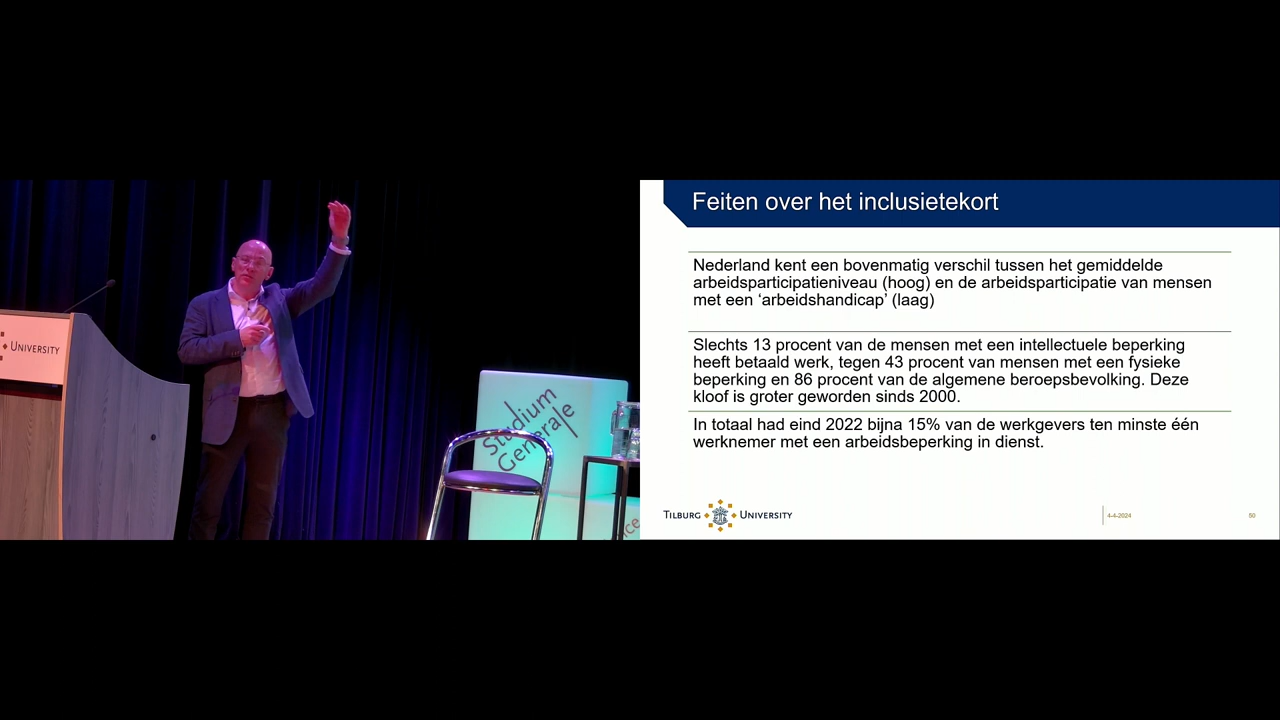 UNIVERSITY
Studium
Generale
nce
Feiten over het inclusietekort
Nederland kent een bovenmatig verschil tussen het gemiddelde
arbeidsparticipatieniveau (hoog) en de arbeidsparticipatie van mensen
met een ‘arbeidshandicap’ (laag)
Slechts 13 procent van de mensen met een intellectuele beperking
heeft betaald werk, tegen 43 procent van mensen met een fysieke
beperking en 86 procent van de algemene beroepsbevolking. Deze
kloof is groter geworden sinds 2000.
In totaal had eind 2022 bijna 15% van de werkgevers ten minste één
werknemer met een arbeidsbeperking in dienst.
TILBURG UNIVERSITY
4-4-2024
50